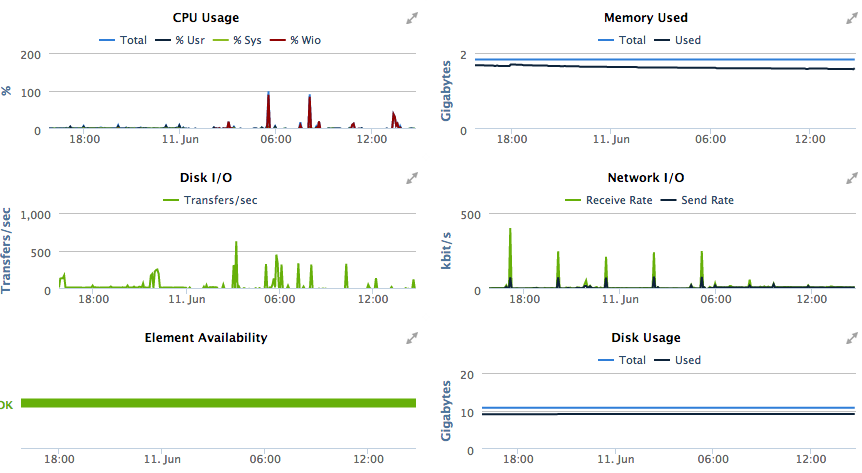 CPU Usage
Total % Usr % Sys % Wio
200
100
0
%
18:00 11. Jun 06:00 12:00
Memory Used
Total Used
2
0
Gigabytes
18:00 11. Jun 06:00 12:00
Disk I/O
Transfers/sec
1,000
500
0
Transfers/sec
18:00 11. Jun 06:00 12:00
Network I/O
Receive Rate Send Rate
500
0
kbit/s
18:00 11. Jun 06:00 12:00
Element Availability
OK
18:00 11. Jun 06:00 12:00
Disk Usage
Total Used
20
10
0
Gigabytes
18:00 11. Jun 06:00 12:00